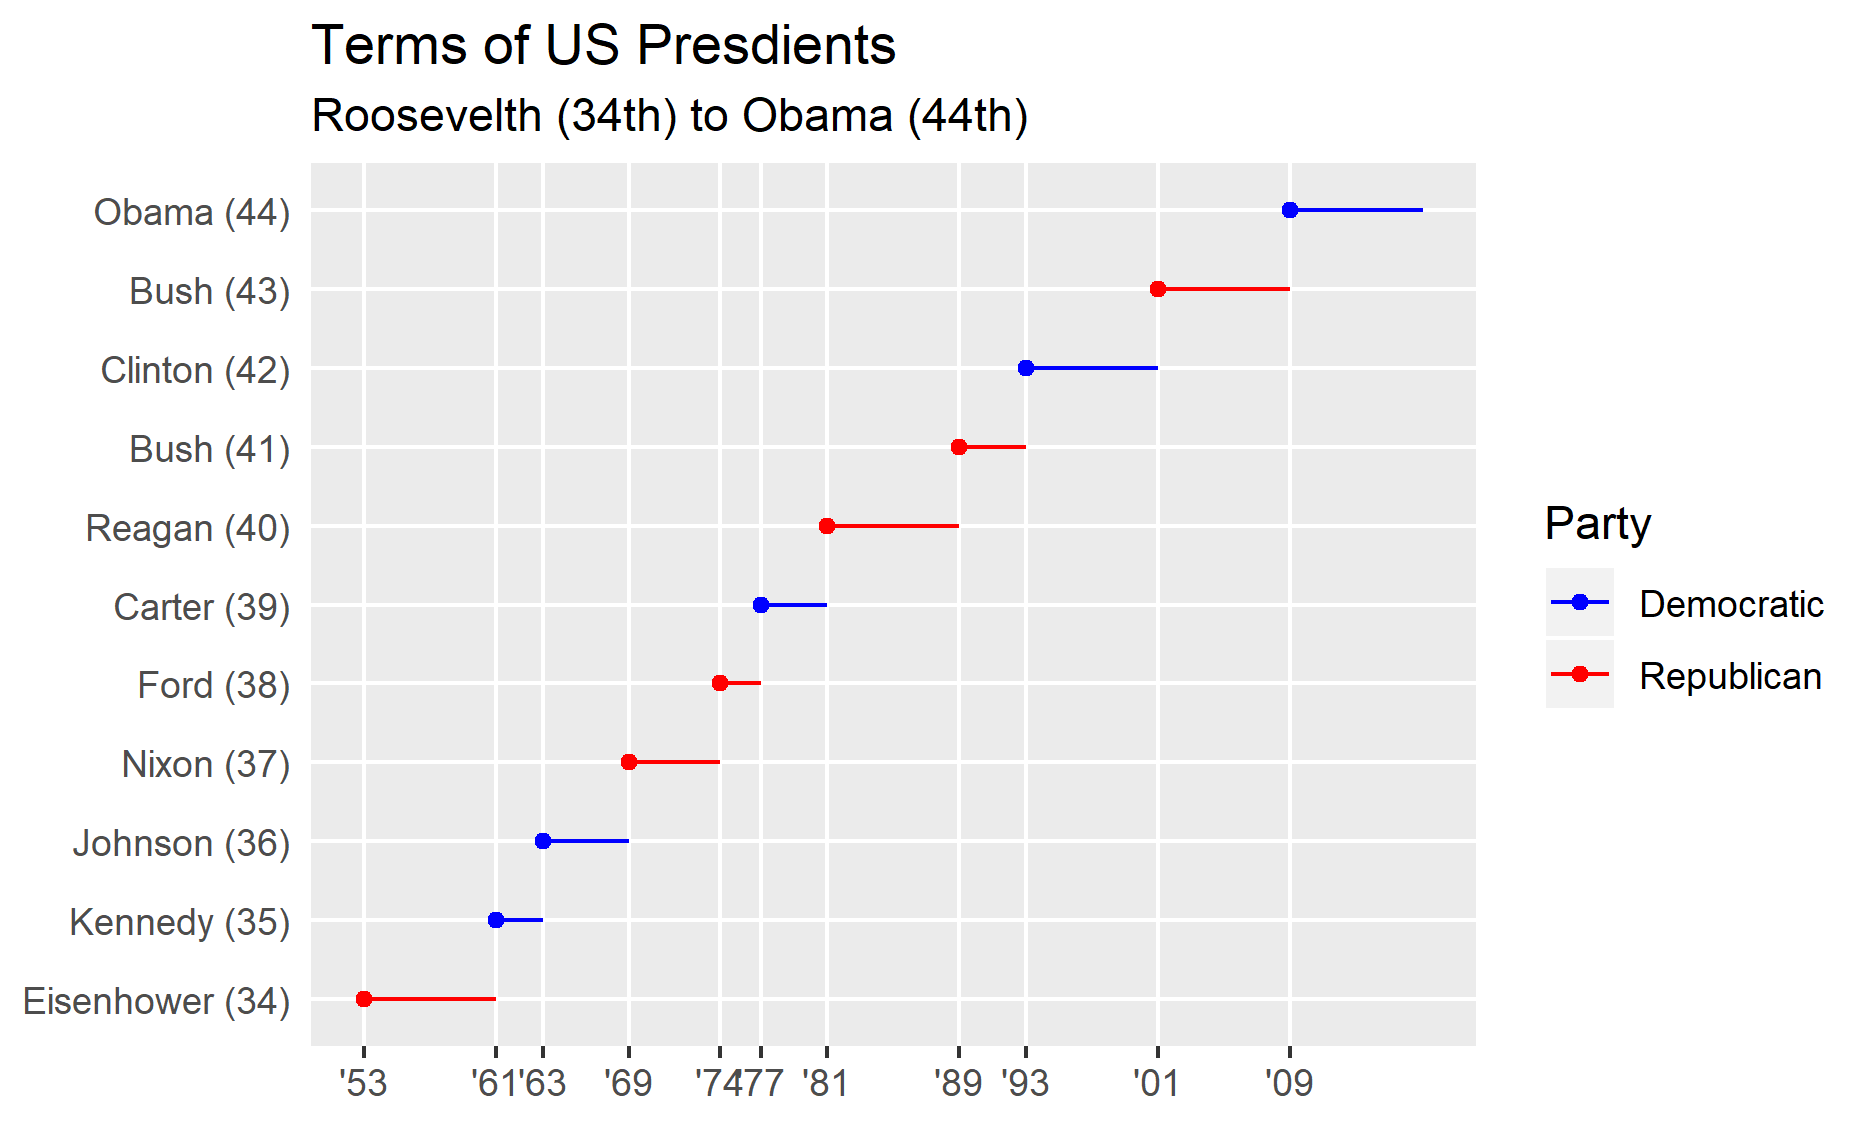 Terms of US Presdients
Roosevelth (34th) to Obama (44th)
Obama (44)
Bush (43)
Clinton (42)
Bush (41)
Reagan (40)
Carter (39)
Ford (38)
Nixon (37)
Johnson (36)
Kennedy (35)
Eisenhower (34)
'53 '61 '63 '69 '74 '77 '81 '89 '93 '01 '09
Party
Democratic
Republican